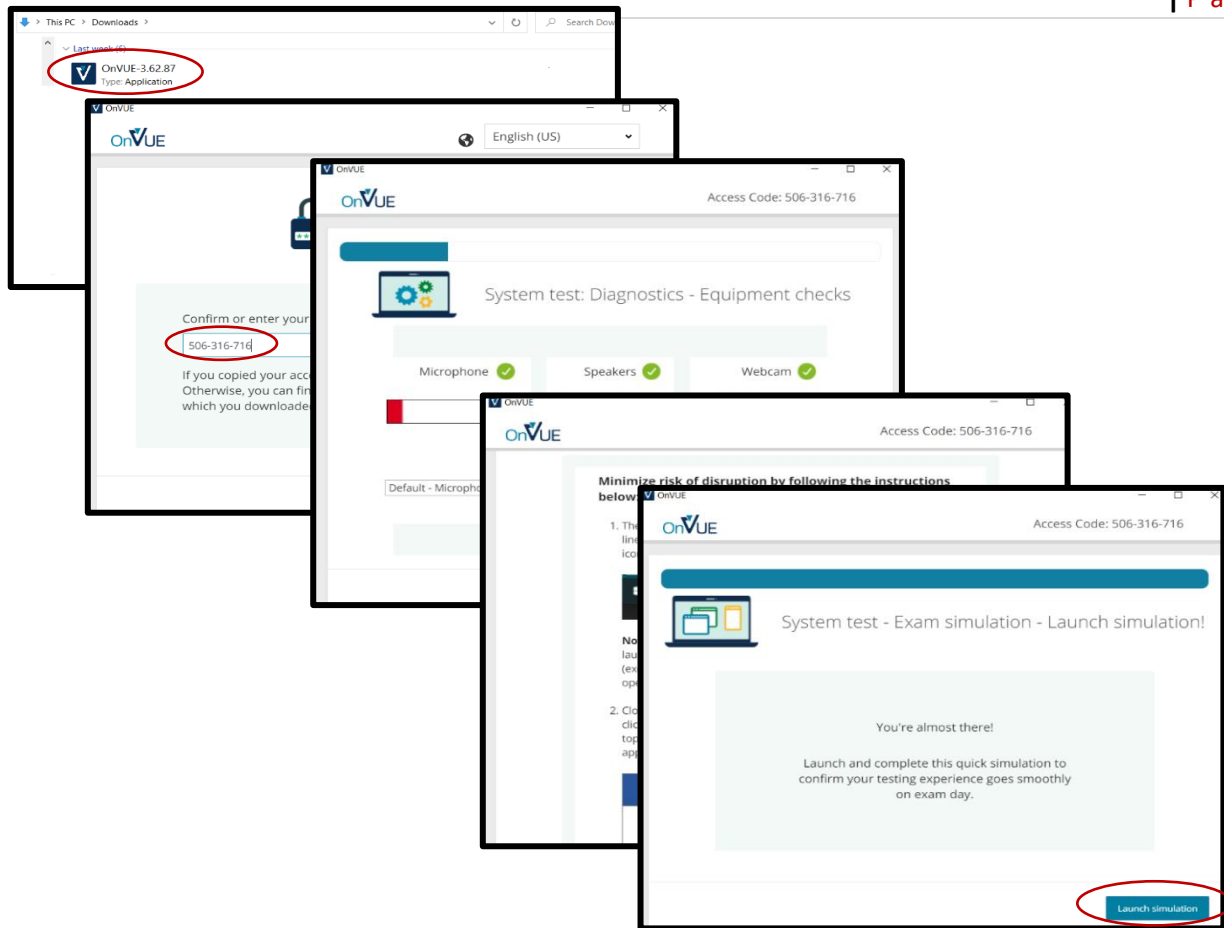 This PC > Downloads >
Search Dow
Last week (6)
OnVUE-3.62.87
Type: Application
OnVUE
OnVUE
English (US)
Confirm or enter your
506-316-716
If you copied your acc
Otherwise, you can fin
which you downloade
OnVUE
OnVUE
Access Code: 506-316-716
System test: Diagnostics - Equipment checks
Microphone
Speakers
Webcam
Default - Micropho
OnVUE
OnVUE
Access Code: 506-316-716
Minimize risk of disruption by following the instructions
below:
1. The
line
ico
No
lau
(ex
ope
2. Clo
clic
top
app
OnVUE
OnVUE
Access Code: 506-316-716
System test - Exam simulation - Launch simulation!
You're almost there!
Launch and complete this quick simulation to
confirm your testing experience goes smoothly
on exam day.
Launch simulation